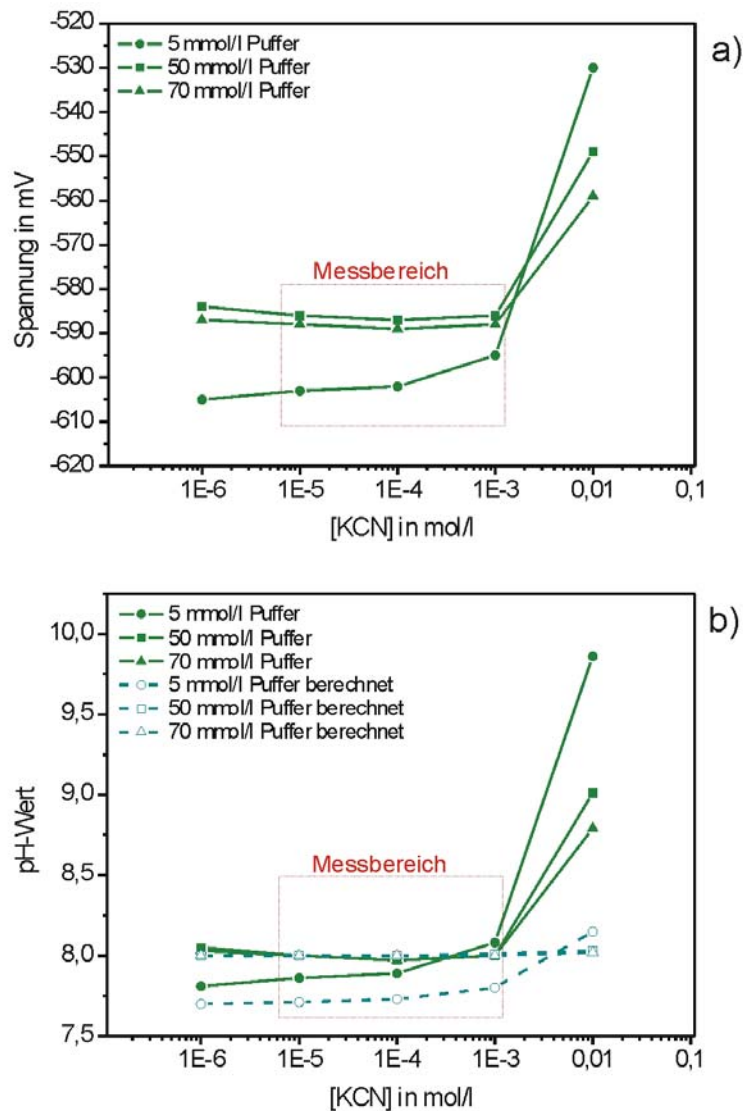 -520
-530
-540
-550
-560
-570
-580
-590
-600
-610
-620
Spannung in mV
5 mmol/l Puffer
50 mmol/l Puffer
70 mmol/l Puffer
a)
Messbereich
1E-6 1E-5 1E-4 1E-3 0,01 0,1
[KCN] in mol/l
10,0
9,5
9,0
8,5
8,0
7,5
pH-Wert
5 mmol/l Puffer
50 mmol/l Puffer
70 mmol/l Puffer
5 mmol/l Puffer berechnet
50 mmol/l Puffer berechnet
70 mmol/l Puffer berechnet
b)
Messbereich
1E-6 1E-5 1E-4 1E-3 0,01 0,1
[KCN] in mol/l